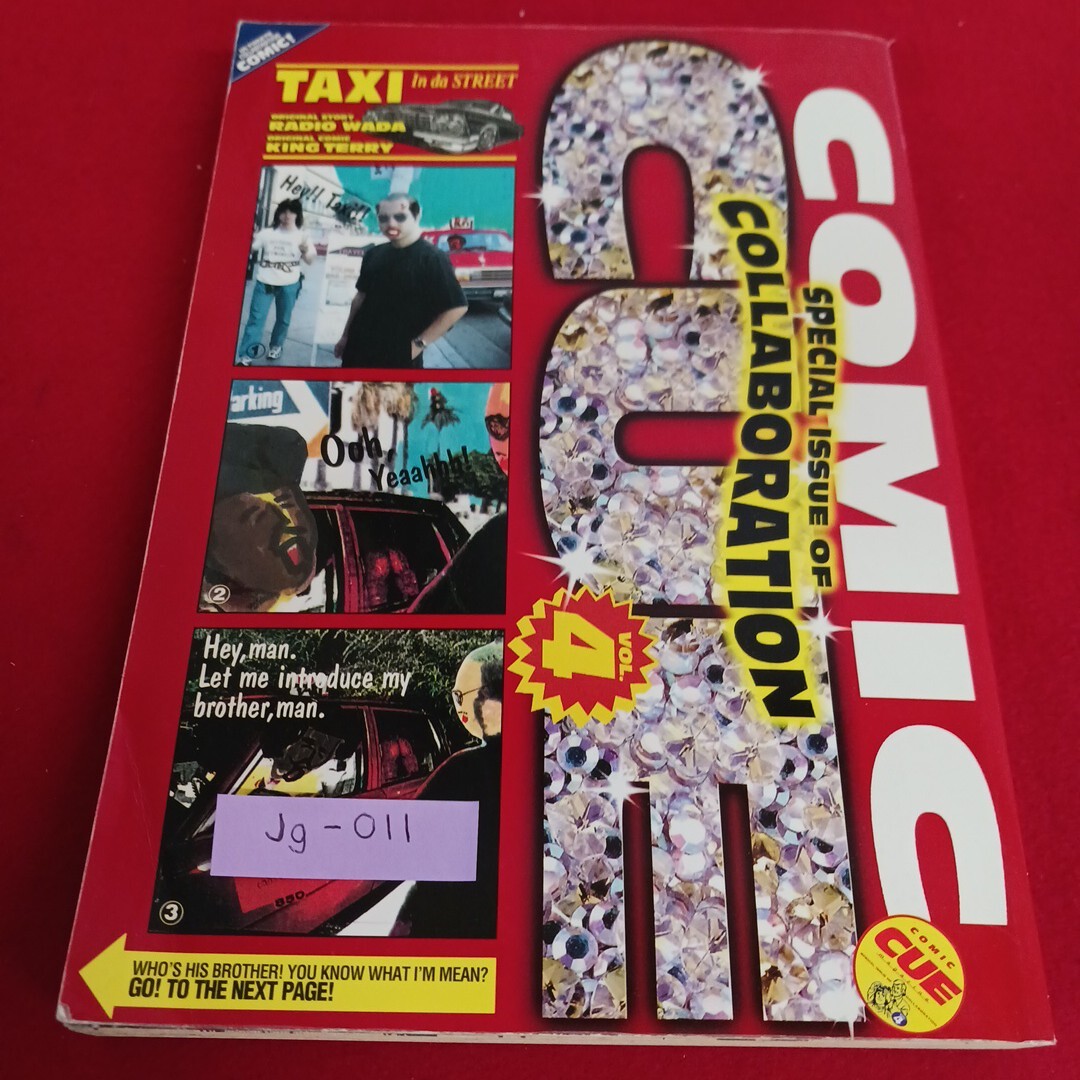 COMIC!
TAXI In da STREET
ORIGINAL STORY
RADIO WADA
ORIGINAL COMIC
KING TERRY
Hey!! Taxi!!
1
arking
Ooh,
Yeaahhh!
2
Hey,man.
Let me introduce my
brother,man.
Jg-011
3
WHO'S HIS BROTHER! YOU KNOW WHAT I'M MEAN?
GO! TO THE NEXT PAGE!
COMIC
CUE
SPECIAL ISSUE OF
COLLABORATION
VOL.
4
COMIC
CUE
4